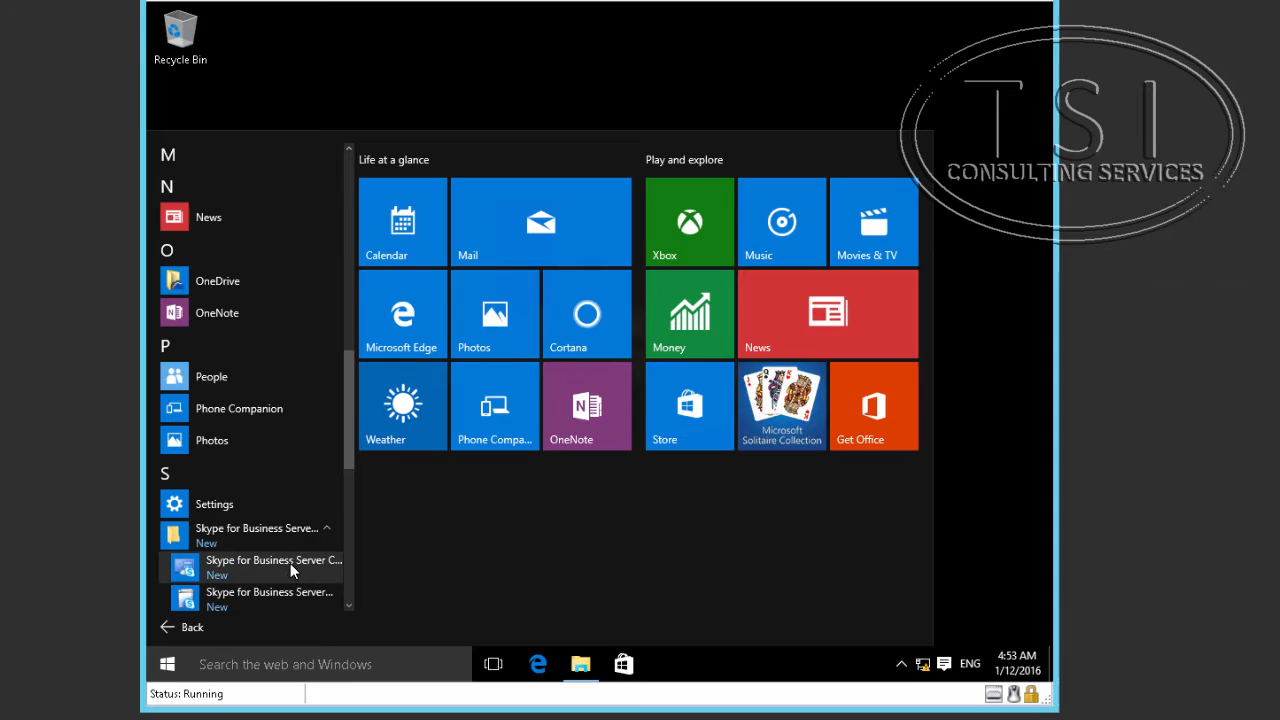 Recycle Bin
T S I
CONSULTING SERVICES
M
N
News
O
OneDrive
OneNote
P
People
Phone Companion
Photos
S
Settings
Skype for Business Serve...
New
Skype for Business Server C...
New
Skype for Business Server...
New
Back
Life at a glance
Calendar
Mail
Microsoft Edge
Photos
Cortana
Weather
Phone Compa...
OneNote
Play and explore
Xbox
Music
Movies & TV
Money
News
Store
Microsoft
Solitaire Collection
Get Office
Search the web and Windows
ENG
4:53 AM
1/12/2016
Status: Running